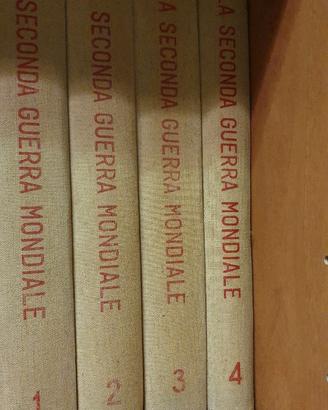 SECONDA GUERRA MONDIALE
1
SECONDA GUERRA MONDIALE
2
A SECONDA GUERRA MONDIALE
3
LA SECONDA GUERRA MONDIALE
4